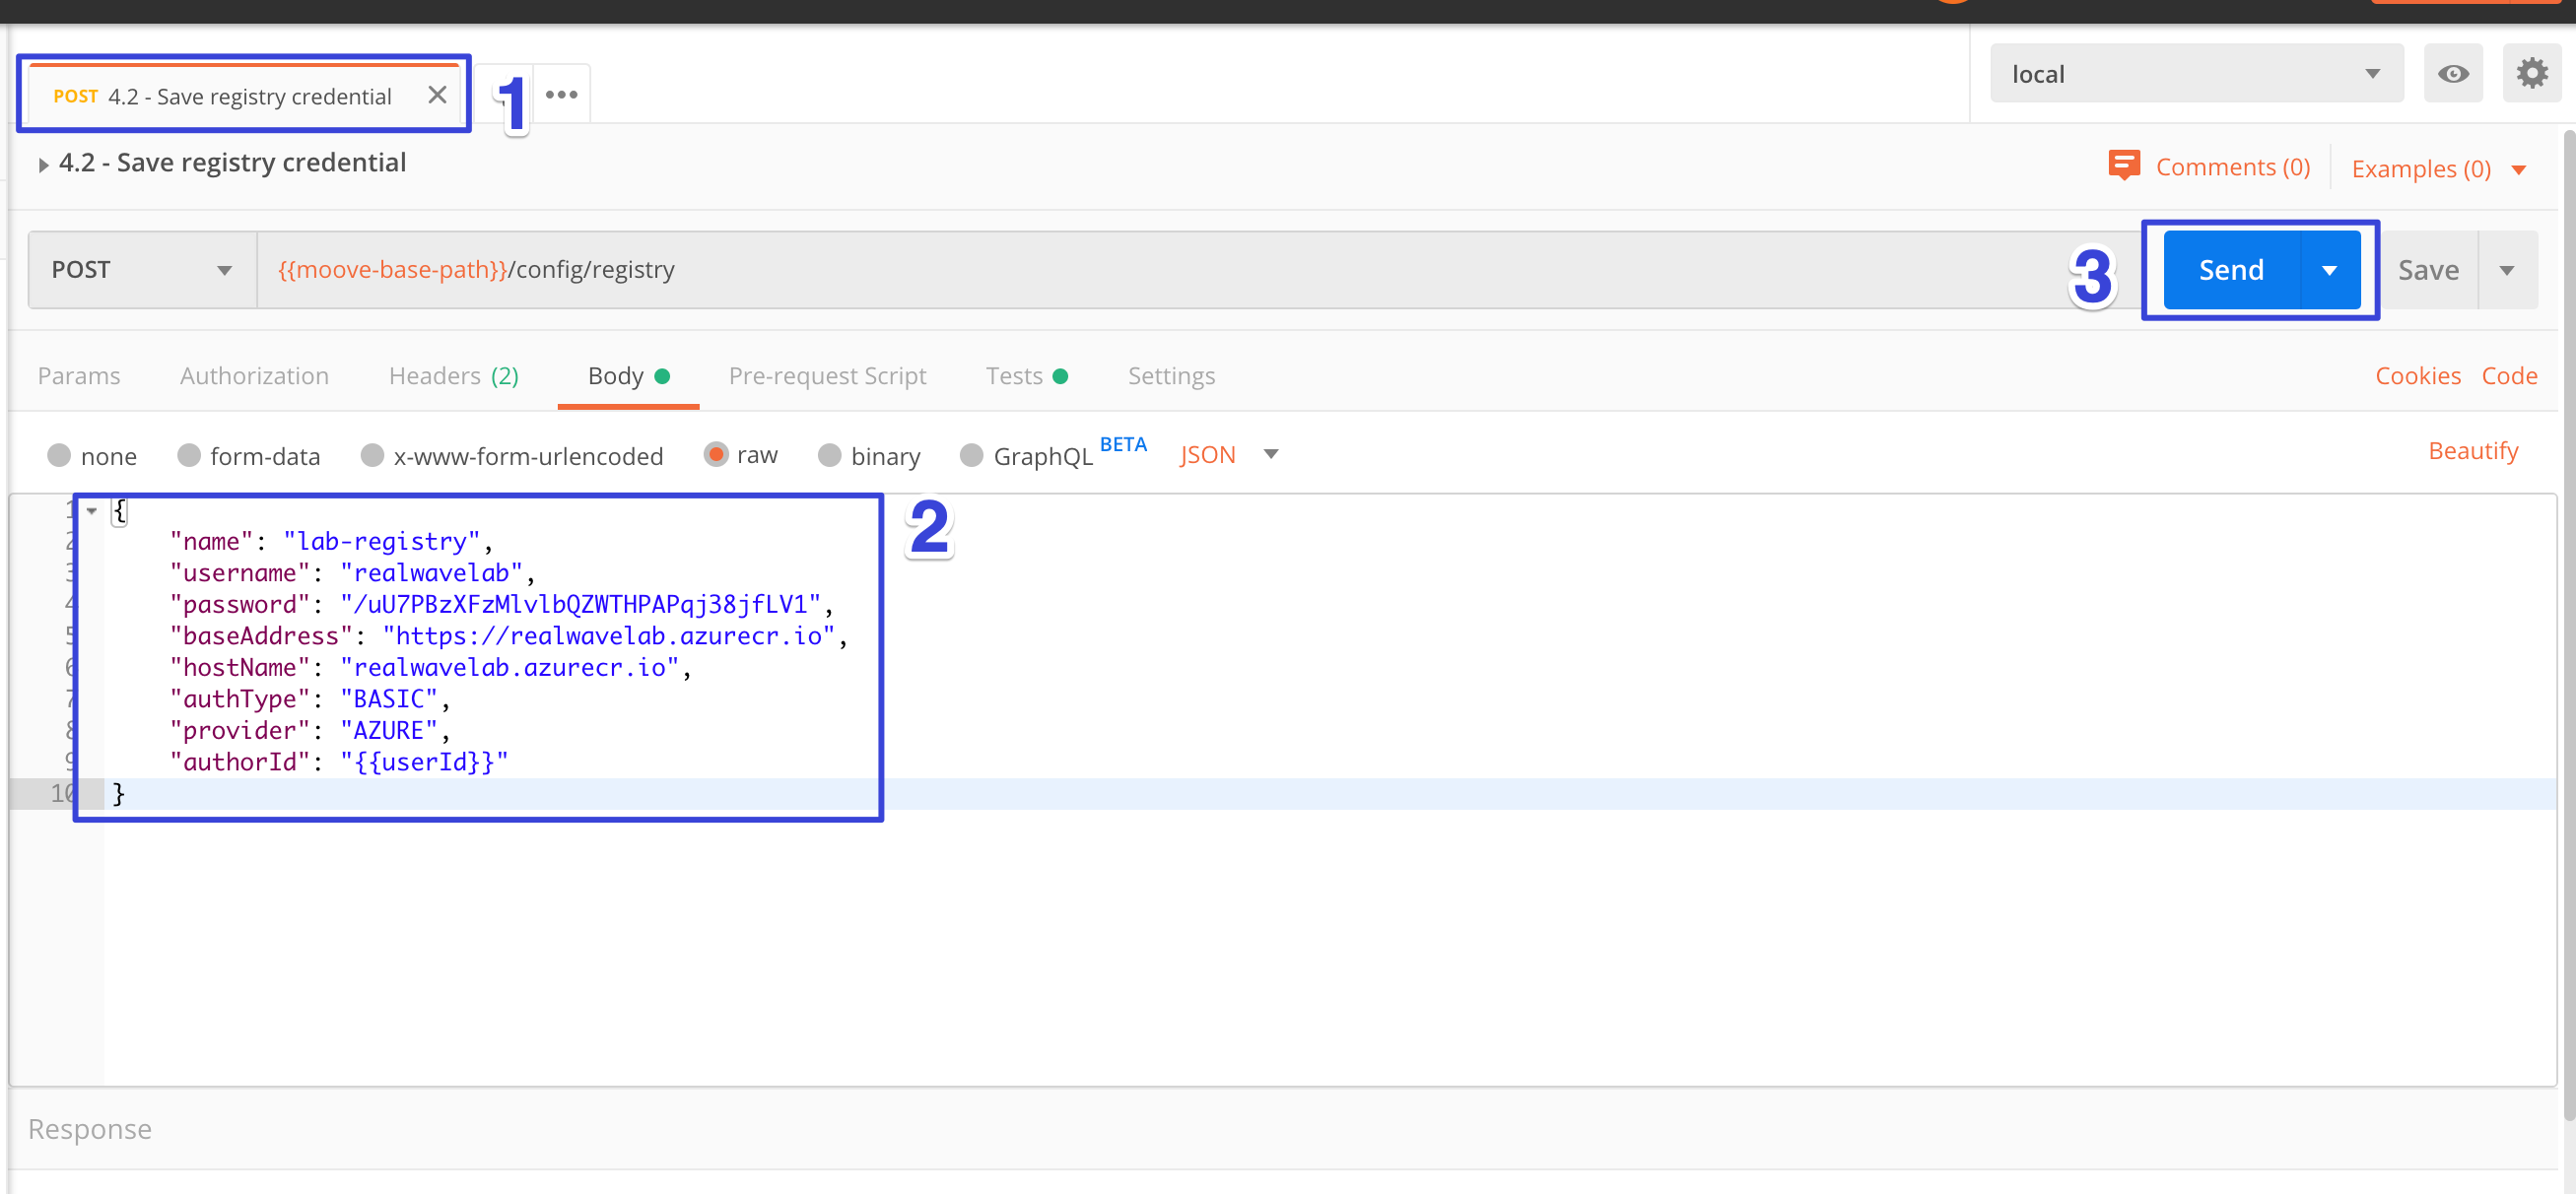 POST 4.2 - Save registry credential
1
local
4.2 - Save registry credential
Comments (0)
Examples (0)
POST
{{moove-base-path}}/config/registry
3
Send
Save
Params Authorization Headers (2) Body Pre-request Script Tests Settings
Cookies Code
none form-data x-www-form-urlencoded raw binary GraphQL BETA JSON
Beautify
2
1 {
2 "name": "lab-registry",
3 "username": "realwavelab",
4 "password": "/uU7PBzXFzMlvlbQZWTHPAPqj38jfLV1",
5 "baseAddress": "https://realwavelab.azurecr.io",
6 "hostName": "realwavelab.azurecr.io",
7 "authType": "BASIC",
8 "provider": "AZURE",
9 "authorId": "{{userId}}"
10 }
Response